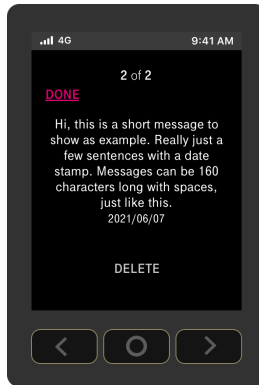 4G 9:41 AM
2 of 2
DONE
Hi, this is a short message to
show as example. Really just a
few sentences with a date
stamp. Messages can be 160
characters long with spaces,
just like this.
2021/06/07
DELETE